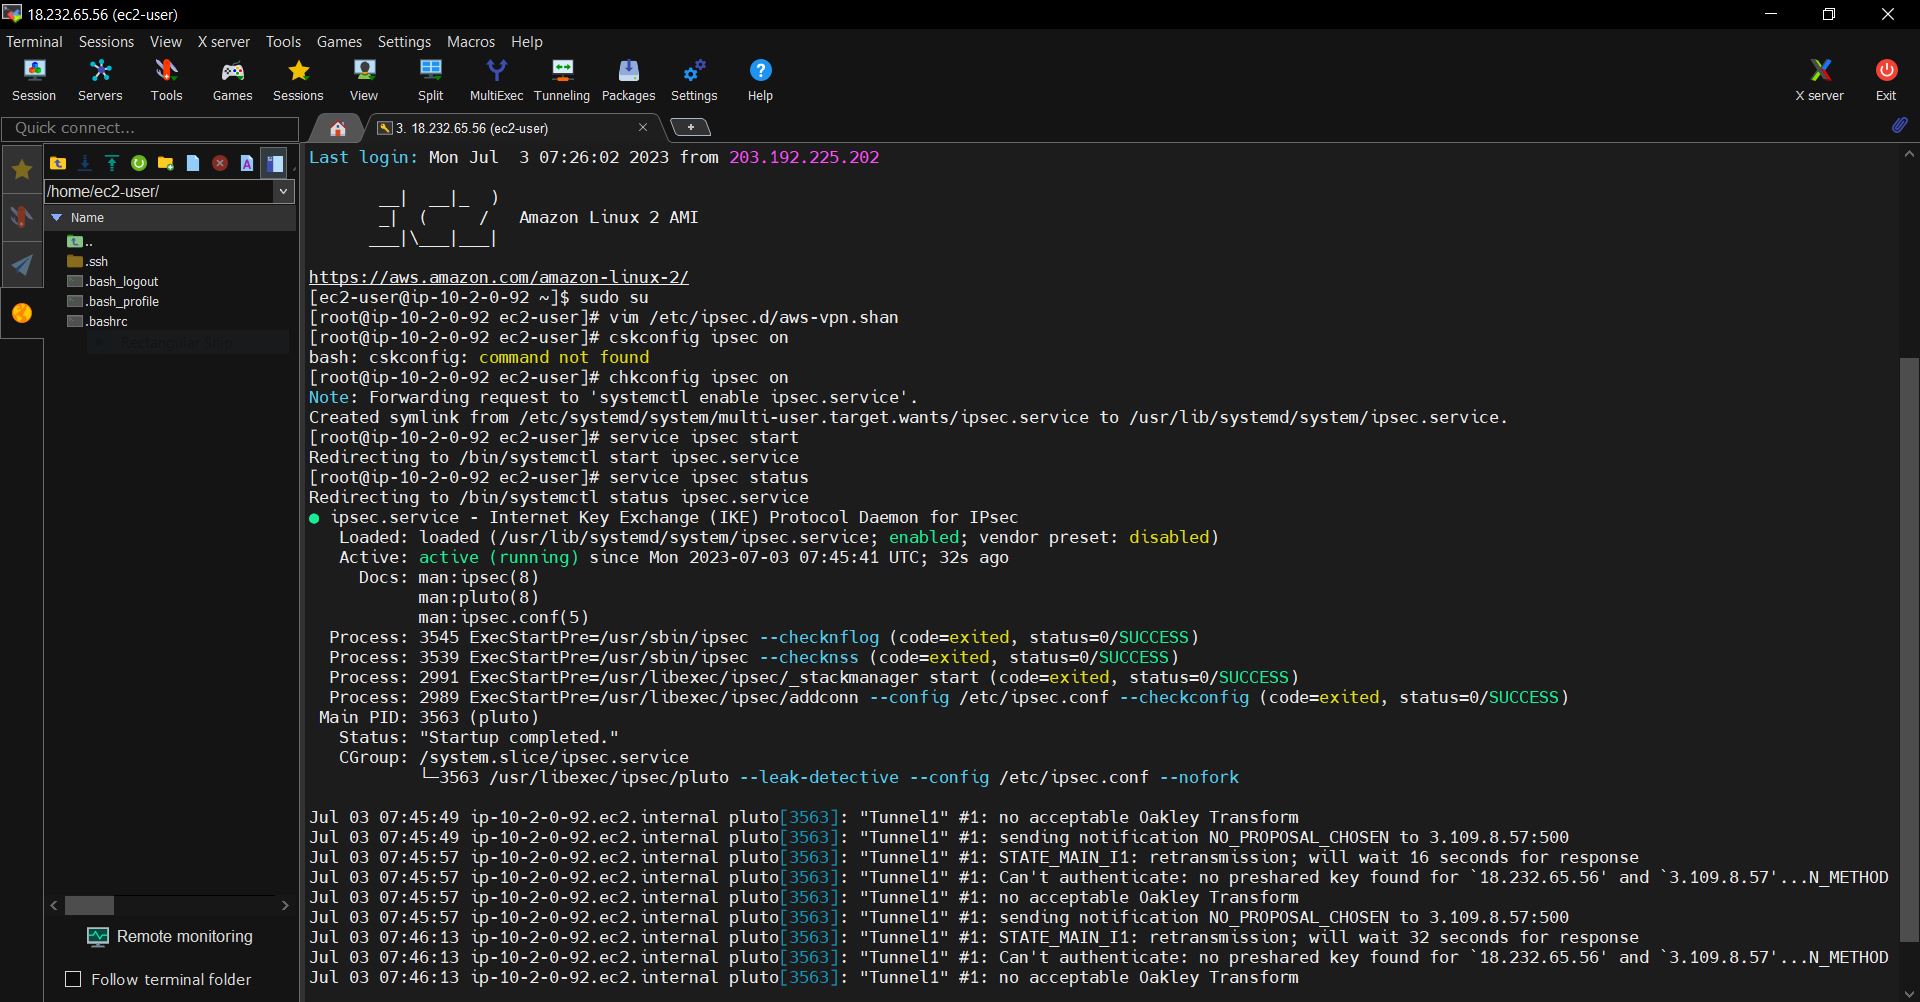 18.232.65.56 (ec2-user)
Terminal Sessions View X server Tools Games Settings Macros Help
Session Servers Tools Games Sessions View Split MultiExec Tunneling Packages Settings Help X server Exit
Quick connect...
3. 18.232.65.56 (ec2-user)
/home/ec2-user/
Name
..
.ssh
.bash_logout
.bash_profile
.bashrc
Rectangular Snip
Remote monitoring
Follow terminal folder
Last login: Mon Jul  3 07:26:02 2023 from 203.192.225.202
       __|  __|_  )
       _|  (     /   Amazon Linux 2 AMI
      ___|\___|___|
https://aws.amazon.com/amazon-linux-2/
[ec2-user@ip-10-2-0-92 ~]$ sudo su
[root@ip-10-2-0-92 ec2-user]# vim /etc/ipsec.d/aws-vpn.shan
[root@ip-10-2-0-92 ec2-user]# cskconfig ipsec on
bash: cskconfig: command not found
[root@ip-10-2-0-92 ec2-user]# chkconfig ipsec on
Note: Forwarding request to 'systemctl enable ipsec.service'.
Created symlink from /etc/systemd/system/multi-user.target.wants/ipsec.service to /usr/lib/systemd/system/ipsec.service.
[root@ip-10-2-0-92 ec2-user]# service ipsec start
Redirecting to /bin/systemctl start ipsec.service
[root@ip-10-2-0-92 ec2-user]# service ipsec status
Redirecting to /bin/systemctl status ipsec.service
● ipsec.service - Internet Key Exchange (IKE) Protocol Daemon for IPsec
   Loaded: loaded (/usr/lib/systemd/system/ipsec.service; enabled; vendor preset: disabled)
   Active: active (running) since Mon 2023-07-03 07:45:41 UTC; 32s ago
     Docs: man:ipsec(8)
           man:pluto(8)
           man:ipsec.conf(5)
  Process: 3545 ExecStartPre=/usr/sbin/ipsec --checknflog (code=exited, status=0/SUCCESS)
  Process: 3539 ExecStartPre=/usr/sbin/ipsec --checknss (code=exited, status=0/SUCCESS)
  Process: 2991 ExecStartPre=/usr/libexec/ipsec/_stackmanager start (code=exited, status=0/SUCCESS)
  Process: 2989 ExecStartPre=/usr/libexec/ipsec/addconn --config /etc/ipsec.conf --checkconfig (code=exited, status=0/SUCCESS)
 Main PID: 3563 (pluto)
   Status: "Startup completed."
   CGroup: /system.slice/ipsec.service
           └─3563 /usr/libexec/ipsec/pluto --leak-detective --config /etc/ipsec.conf --nofork
Jul 03 07:45:49 ip-10-2-0-92.ec2.internal pluto[3563]: "Tunnel1" #1: no acceptable Oakley Transform
Jul 03 07:45:49 ip-10-2-0-92.ec2.internal pluto[3563]: "Tunnel1" #1: sending notification NO_PROPOSAL_CHOSEN to 3.109.8.57:500
Jul 03 07:45:57 ip-10-2-0-92.ec2.internal pluto[3563]: "Tunnel1" #1: STATE_MAIN_I1: retransmission; will wait 16 seconds for response
Jul 03 07:45:57 ip-10-2-0-92.ec2.internal pluto[3563]: "Tunnel1" #1: Can't authenticate: no preshared key found for `18.232.65.56' and `3.109.8.57'...N_METHOD
Jul 03 07:45:57 ip-10-2-0-92.ec2.internal pluto[3563]: "Tunnel1" #1: no acceptable Oakley Transform
Jul 03 07:45:57 ip-10-2-0-92.ec2.internal pluto[3563]: "Tunnel1" #1: sending notification NO_PROPOSAL_CHOSEN to 3.109.8.57:500
Jul 03 07:46:13 ip-10-2-0-92.ec2.internal pluto[3563]: "Tunnel1" #1: STATE_MAIN_I1: retransmission; will wait 32 seconds for response
Jul 03 07:46:13 ip-10-2-0-92.ec2.internal pluto[3563]: "Tunnel1" #1: Can't authenticate: no preshared key found for `18.232.65.56' and `3.109.8.57'...N_METHOD
Jul 03 07:46:13 ip-10-2-0-92.ec2.internal pluto[3563]: "Tunnel1" #1: no acceptable Oakley Transform